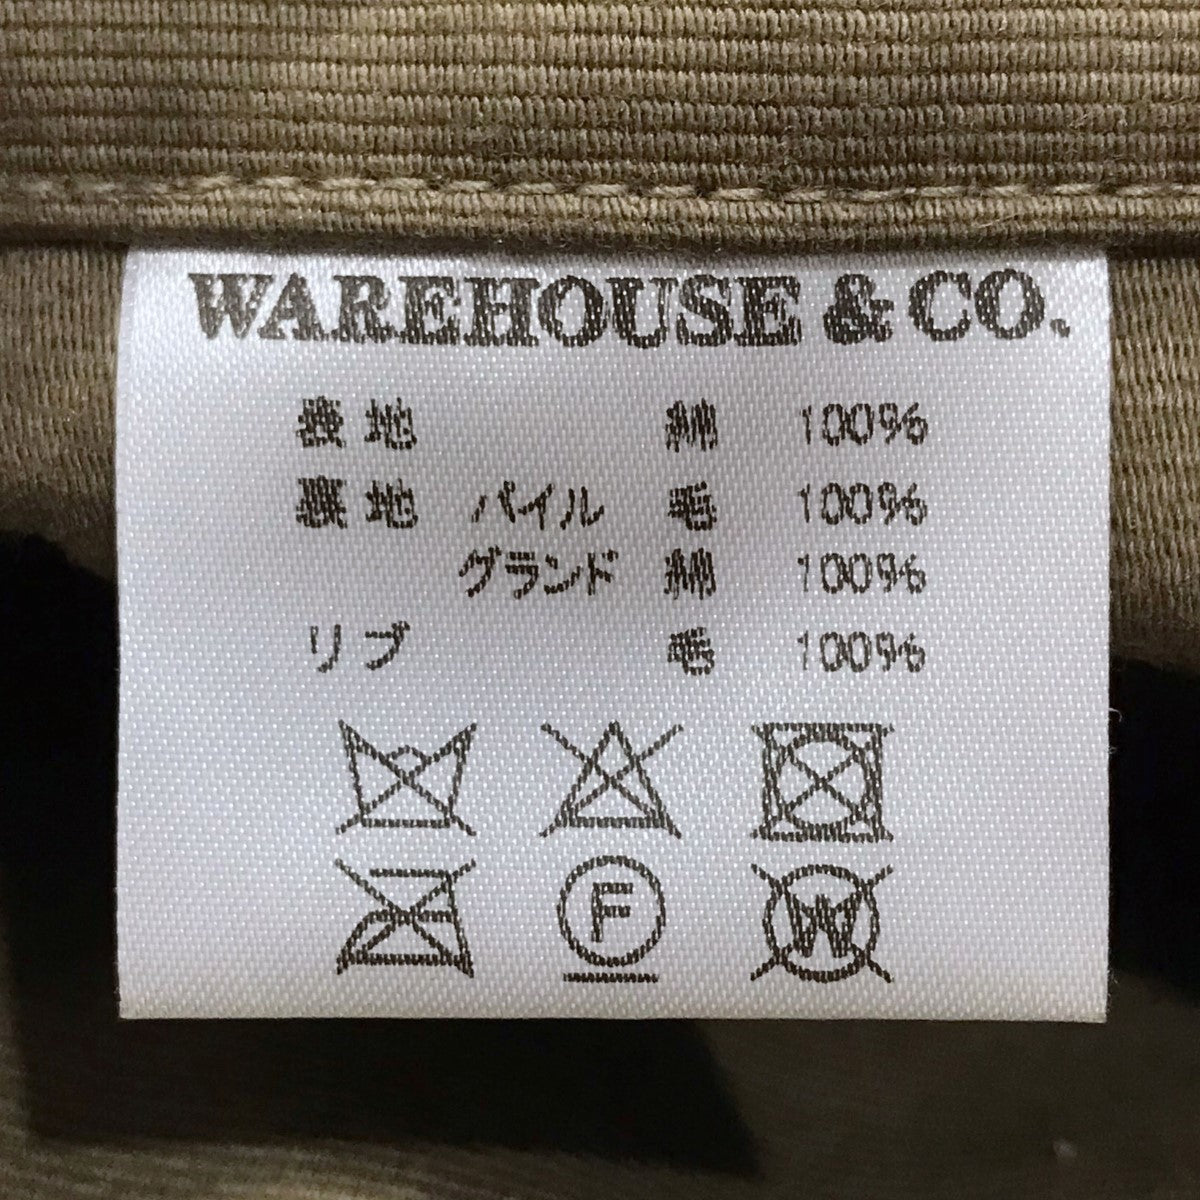 WAREHOUSE & CO.
表地 綿 100%
裏地 パイル 毛 100%
グランド 綿 100%
リブ 毛 100%
F W